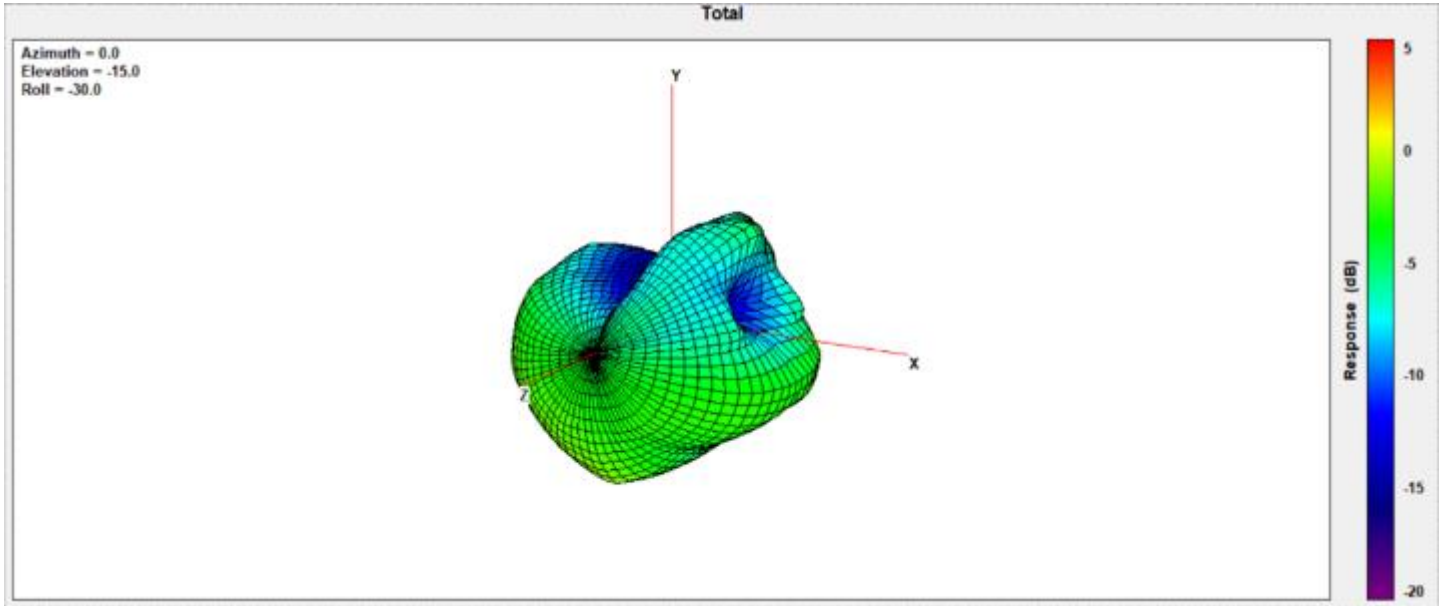 Total
Azimuth = 0.0
Elevation = -15.0
Roll = -30.0
Y
X
Z
5
0
-5
-10
-15
-20
Response (dB)